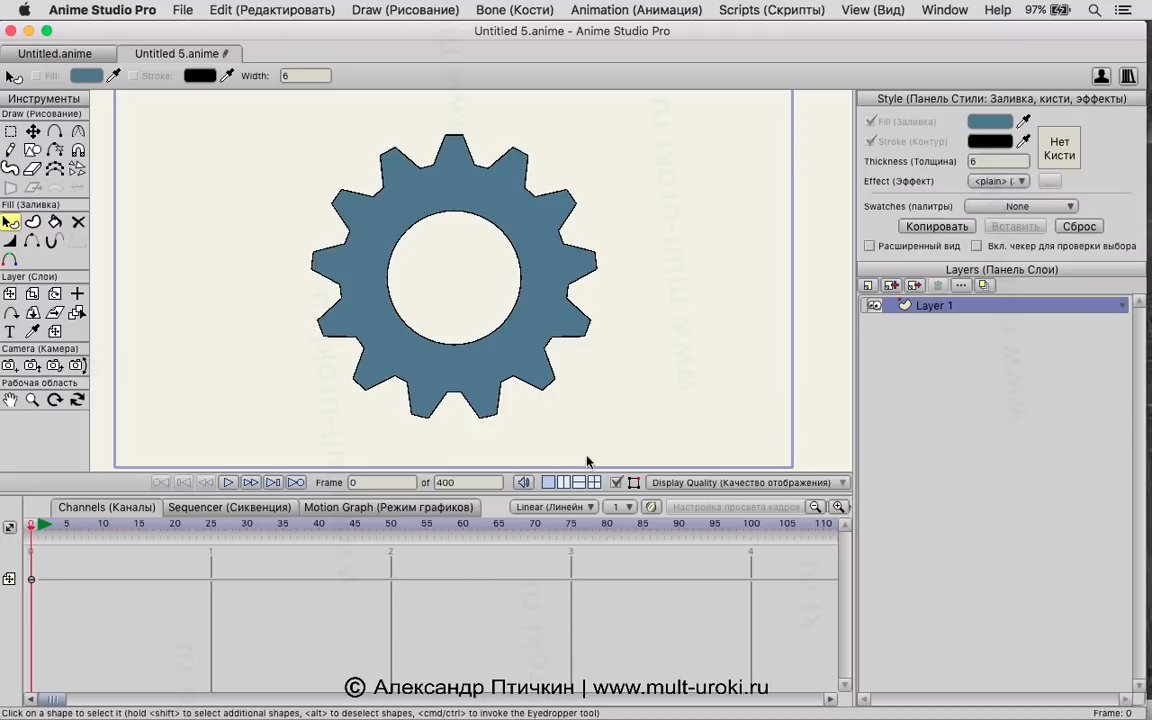 Anime Studio Pro File Edit (Редактировать) Draw (Рисование) Bone (Кости) Animation (Анимация) Scripts (Скрипты) View (Вид) Window Help 97%
Untitled 5.anime - Anime Studio Pro
Untitled.anime Untitled 5.anime
Fill: Stroke: Width: 6
Инструменты
Draw (Рисование)
Fill (Заливка)
Layer (Слои)
T
Camera (Камера)
Рабочая область
Style (Панель Стили: Заливка, кисти, эффекты)
Fill (Заливка)
Stroke (Контур)
Нет
Кисти
Thickness (Толщина) 6
Effect (Эффект) <plain> (.
Swatches (палитры) None
Копировать Вставить Сброс
Расширенный вид Вкл. чекер для проверки выбора
Layers (Панель Слои)
Layer 1
Frame 0 of 400 Display Quality (Качество отображения)
Channels (Каналы) Sequencer (Сиквенция) Motion Graph (Режим графиков) Linear (Линейн 1 Настройка просвета кадров
0 5 10 15 20 25 30 35 40 45 50 55 60 65 70 75 80 85 90 95 100 105 110
0 1 2 3 4
© Александр Птичкин | www.mult-uroki.ru
Click on a shape to select it (hold <shift> to select additional shapes, <alt> to deselect shapes, <cmd/ctrl> to invoke the Eyedropper tool) Frame: 0